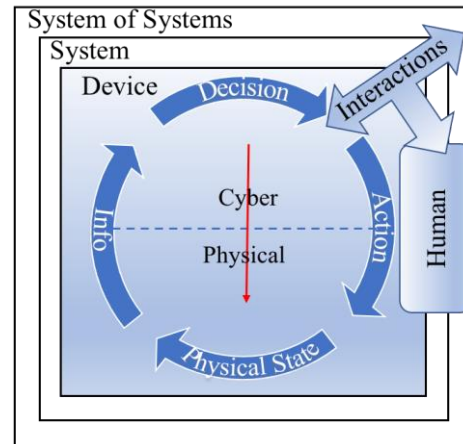 System of Systems
System
Device
Decision
Interactions
Info
Cyber
Action
Physical
Human
Physical State